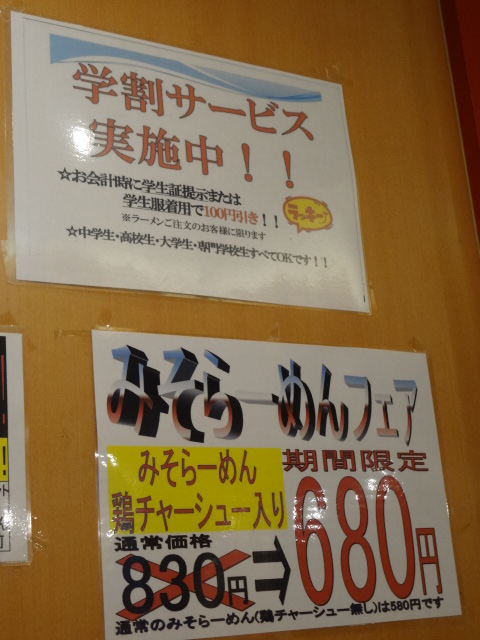 学割サービス
実施中！！
☆お会計時に学生証提示または
学生服着用で100円引き！！
ラッキー
※ラーメンご注文のお客様に限ります
☆中学生・高校生・大学生・専門学校生すべてOKです！！
みそらーめんフェア
みそらーめん
鶏チャーシュー入り
期間限定
通常価格
830円
⇒
680円
通常のみそらーめん(鶏チャーシュー無し)は580円です